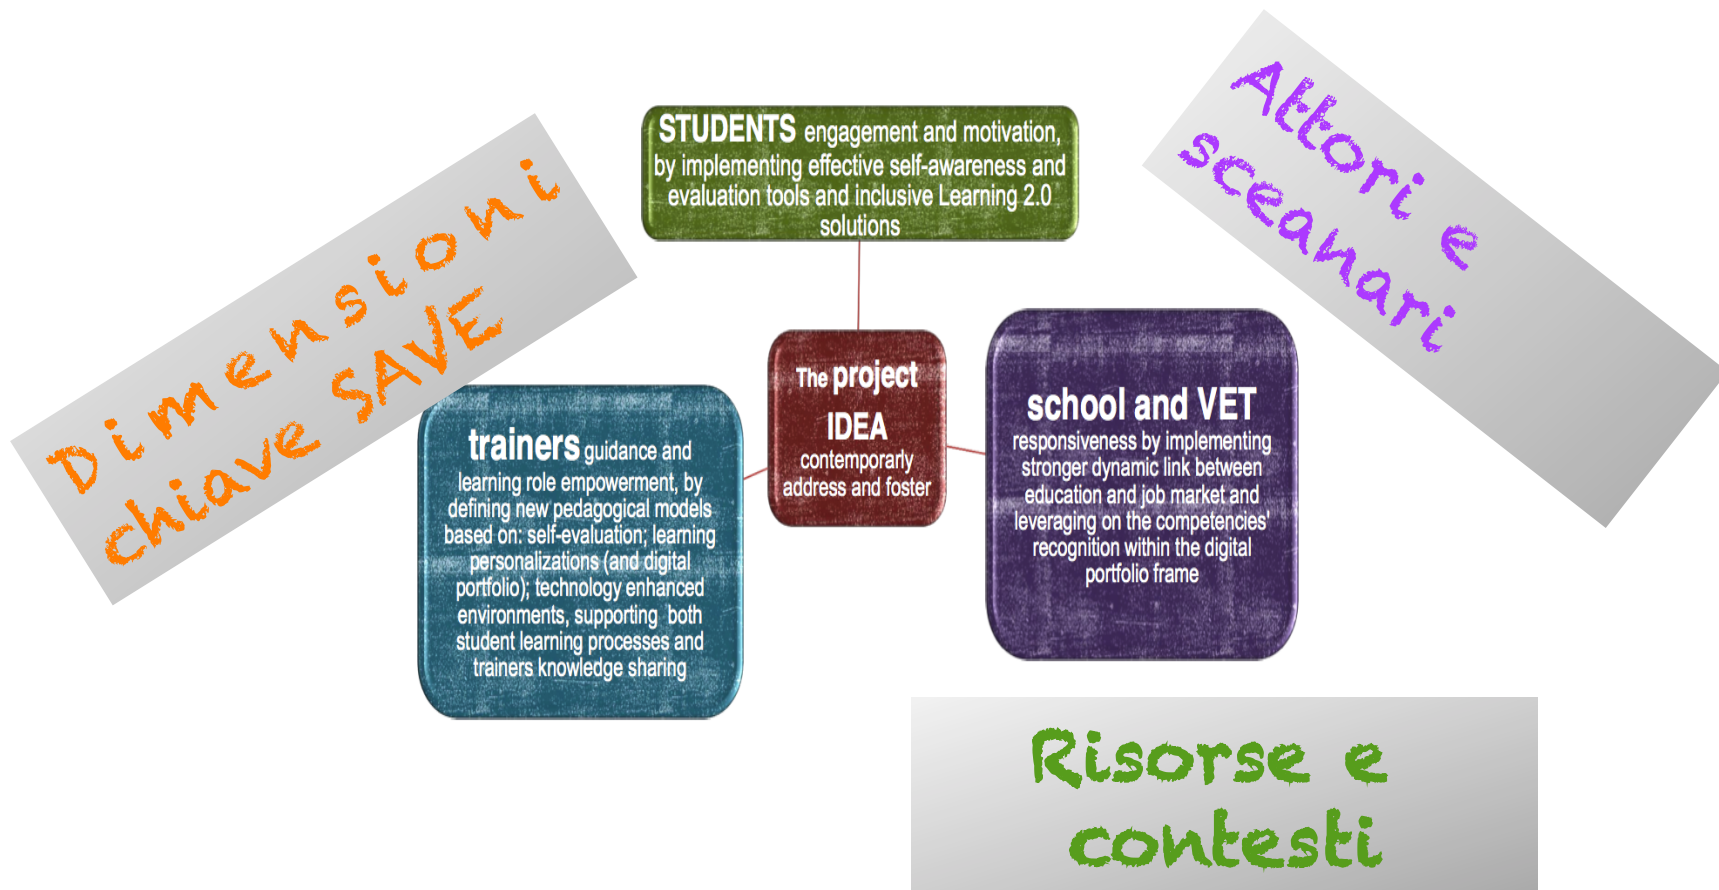 Dimensioni
chiave SAVE
STUDENTS engagement and motivation,
by implementing effective self-awareness and
evaluation tools and inclusive Learning 2.0
solutions
Attori e
sceanari
The project
IDEA
contemporarly
address and foster
trainers guidance and
learning role empowerment, by
defining new pedagogical models
based on: self-evaluation; learning
personalizations (and digital
portfolio); technology enhanced
environments, supporting both
student learning processes and
trainers knowledge sharing
school and VET
responsiveness by implementing
stronger dynamic link between
education and job market and
leveraging on the competencies'
recognition within the digital
portfolio frame
Risorse e
contesti